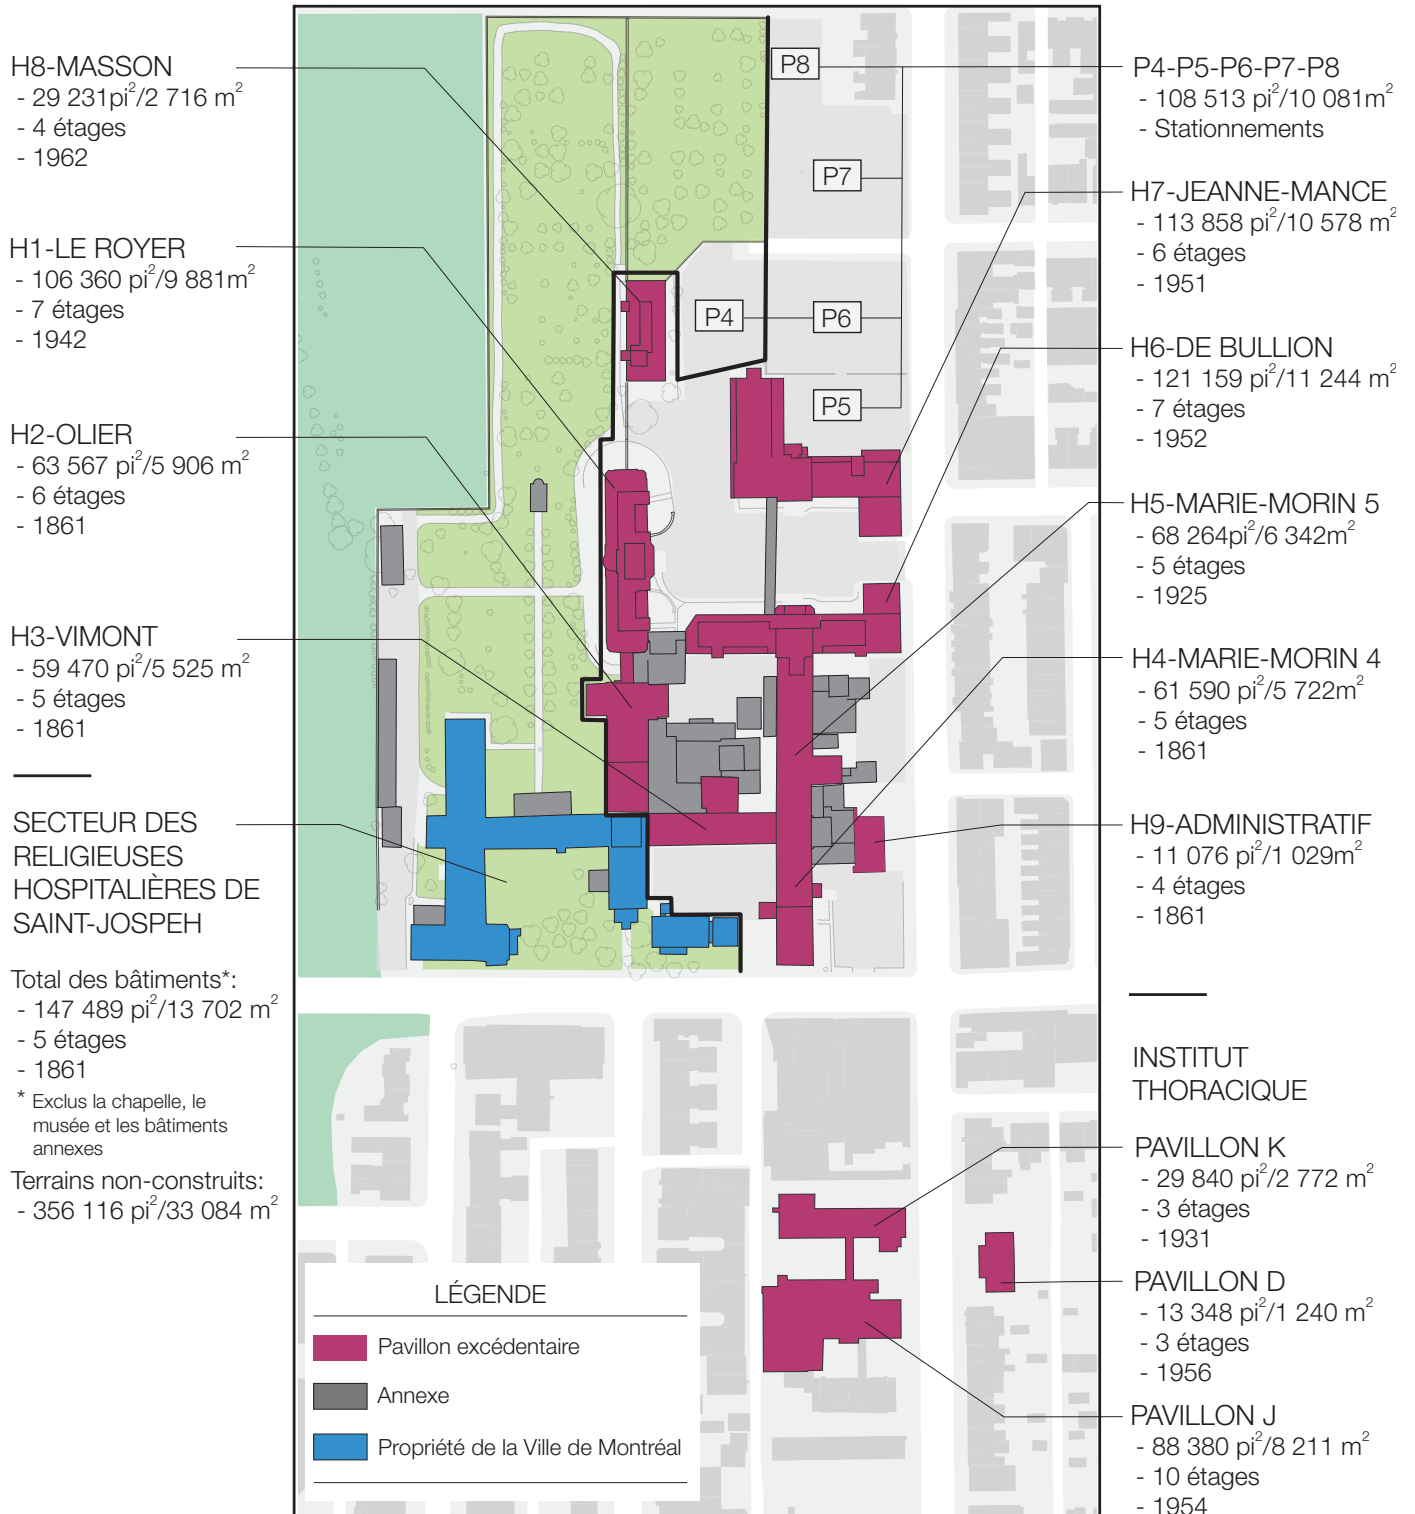 H8-MASSON
- 29 231pi²/2 716 m²
- 4 étages
- 1962
H1-LE ROYER
- 106 360 pi²/9 881m²
- 7 étages
- 1942
H2-OLIER
- 63 567 pi²/5 906 m²
- 6 étages
- 1861
H3-VIMONT
- 59 470 pi²/5 525 m²
- 5 étages
- 1861
SECTEUR DES
RELIGIEUSES
HOSPITALIÈRES DE
SAINT-JOSPEH
Total des bâtiments*:
- 147 489 pi²/13 702 m²
- 5 étages
- 1861
* Exclus la chapelle, le
musée et les bâtiments
annexes
Terrains non-construits:
- 356 116 pi²/33 084 m²
P8
P7
P4
P6
P5
LÉGENDE
Pavillon excédentaire
Annexe
Propriété de la Ville de Montréal
P4-P5-P6-P7-P8
- 108 513 pi²/10 081m²
- Stationnements
H7-JEANNE-MANCE
- 113 858 pi²/10 578 m²
- 6 étages
- 1951
H6-DE BULLION
- 121 159 pi²/11 244 m²
- 7 étages
- 1952
H5-MARIE-MORIN 5
- 68 264pi²/6 342m²
- 5 étages
- 1925
H4-MARIE-MORIN 4
- 61 590 pi²/5 722m²
- 5 étages
- 1861
H9-ADMINISTRATIF
- 11 076 pi²/1 029m²
- 4 étages
- 1861
INSTITUT
THORACIQUE
PAVILLON K
- 29 840 pi²/2 772 m²
- 3 étages
- 1931
PAVILLON D
- 13 348 pi²/1 240 m²
- 3 étages
- 1956
PAVILLON J
- 88 380 pi²/8 211 m²
- 10 étages
- 1954